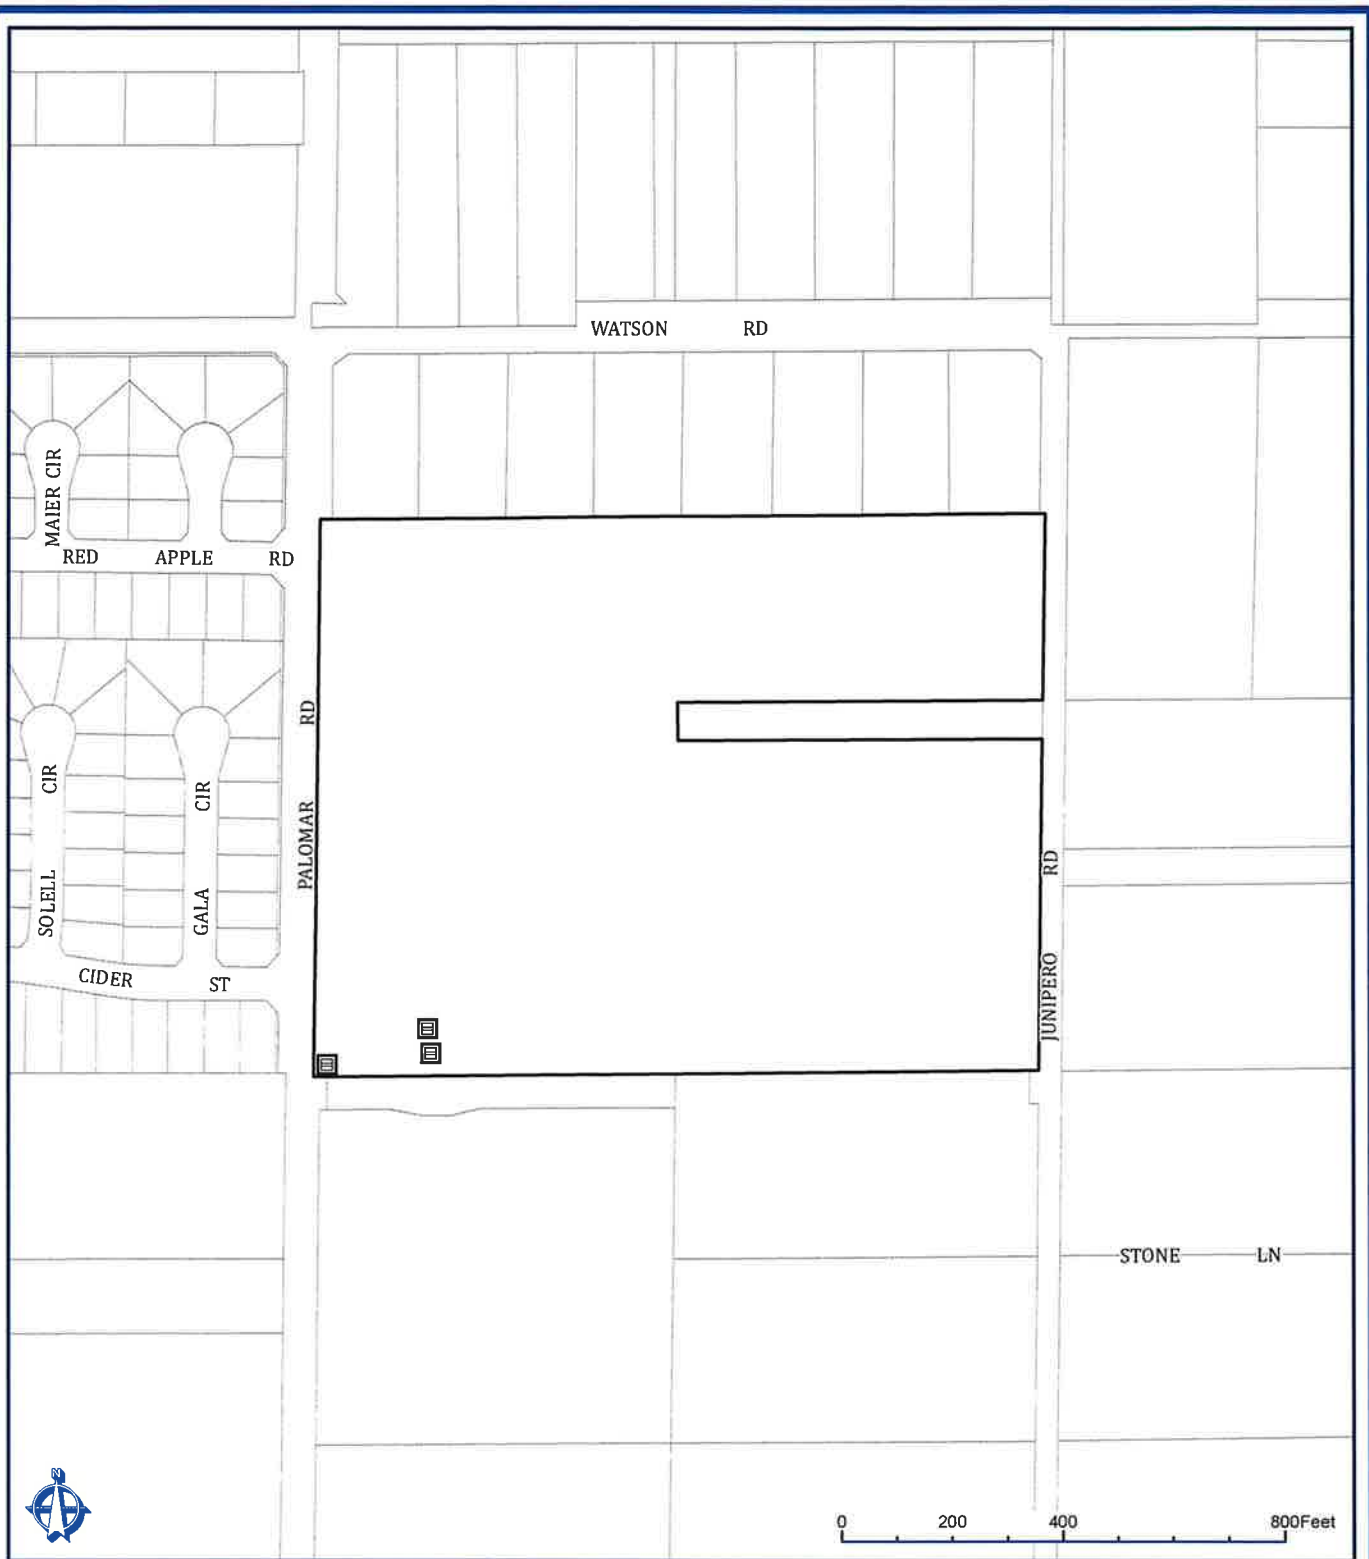 WATSON RD
MAIER CIR
RED APPLE RD
PALOMAR RD
SOLELL CIR
GALA CIR
CIDER ST
JUNIPERO RD
STONE LN
N
0 200 400 800Feet